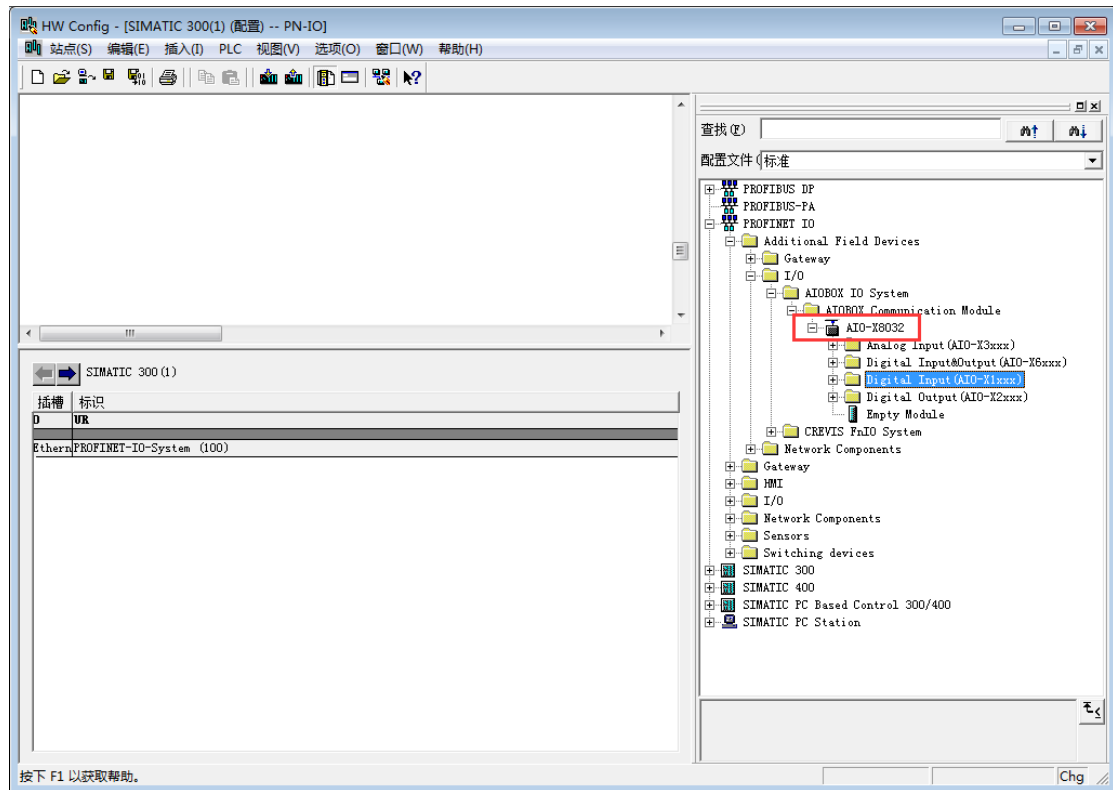 HW Config - [SIMATIC 300(1) (配置) -- PN-IO]
站点(S) 编辑(E) 插入(I) PLC 视图(V) 选项(O) 窗口(W) 帮助(H)
查找(F)
配置文件(标准
PROFIBUS DP
PROFIBUS-PA
PROFINET IO
Additional Field Devices
Gateway
I/O
AIOBOX IO System
AIOBOX Communication Module
AIO-X8032
Analog Input(AIO-X3xxx)
Digital Input&Output(AIO-X6xxx)
Digital Input(AIO-X1xxx)
Digital Output(AIO-X2xxx)
Empty Module
CREVIS FnIO System
Network Components
Gateway
HMI
I/O
Network Components
Sensors
Switching devices
SIMATIC 300
SIMATIC 400
SIMATIC PC Based Control 300/400
SIMATIC PC Station
SIMATIC 300(1)
插槽 标识
0 UR
Ethern PROFINET-IO-System (100)
按下 F1 以获取帮助。
Chg